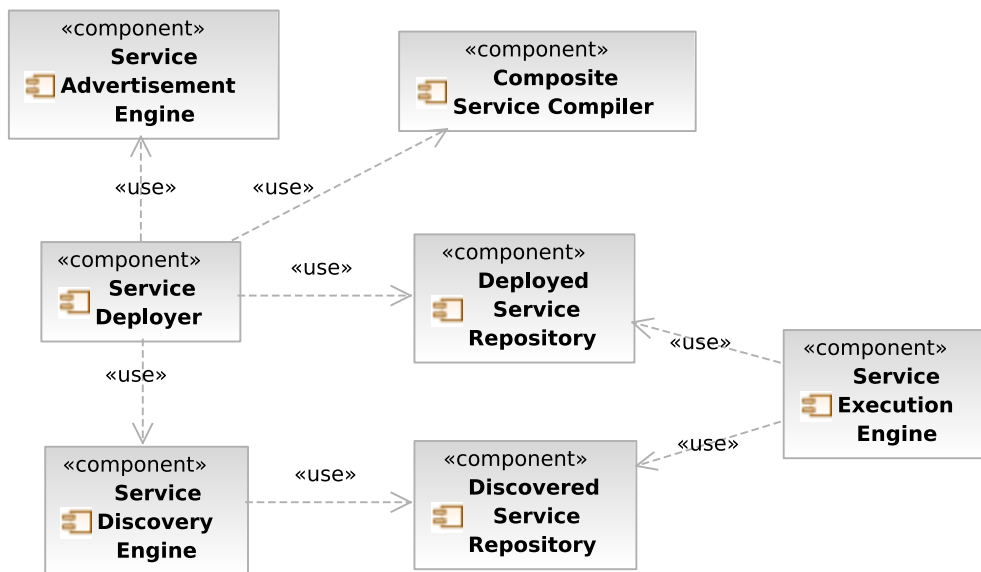 «component»
Service
Advertisement
Engine
«component»
Composite
Service Compiler
«use»
«use»
«component»
Service
Deployer
«use»
«component»
Deployed
Service
Repository
«use»
«component»
Service
Execution
Engine
«use»
«component»
Service
Discovery
Engine
«use»
«component»
Discovered
Service
Repository
«use»